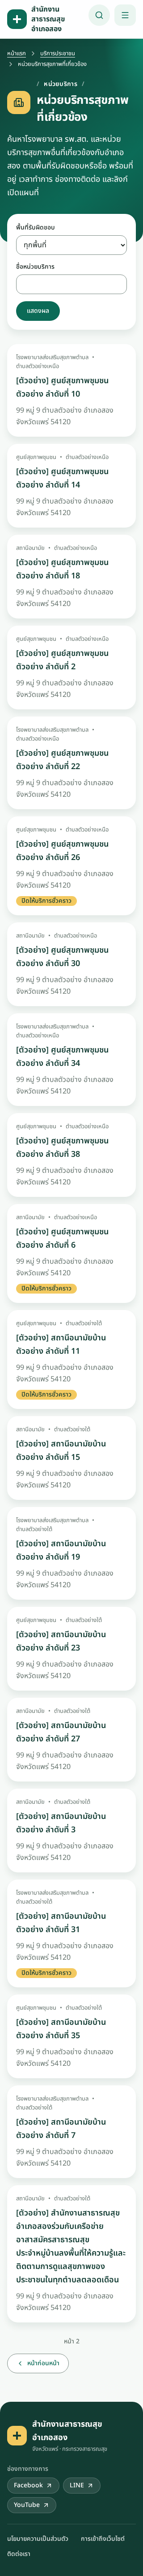 สำนักงาน
สาธารณสุข
อำเภอสอง
หน้าแรก > บริการประชาชน
> หน่วยบริการสุขภาพที่เกี่ยวข้อง
/ หน่วยบริการ /
หน่วยบริการสุขภาพ
ที่เกี่ยวข้อง
ค้นหาโรงพยาบาล รพ.สต. และหน่วย
บริการสุขภาพอื่นที่เกี่ยวข้องกับอำเภอ
สอง ตามพื้นที่รับผิดชอบหรือชื่อ พร้อมที่
อยู่ เวลาทำการ ช่องทางติดต่อ และลิงก์
เปิดแผนที่
พื้นที่รับผิดชอบ
ทุกพื้นที่
ชื่อหน่วยบริการ
แสดงผล
โรงพยาบาลส่งเสริมสุขภาพตำบล •
ตำบลตัวอย่างเหนือ
[ตัวอย่าง] ศูนย์สุขภาพชุมชน
ตัวอย่าง ลำดับที่ 10
99 หมู่ 9 ตำบลตัวอย่าง อำเภอสอง
จังหวัดแพร่ 54120
ศูนย์สุขภาพชุมชน • ตำบลตัวอย่างเหนือ
[ตัวอย่าง] ศูนย์สุขภาพชุมชน
ตัวอย่าง ลำดับที่ 14
99 หมู่ 9 ตำบลตัวอย่าง อำเภอสอง
จังหวัดแพร่ 54120
สถานีอนามัย • ตำบลตัวอย่างเหนือ
[ตัวอย่าง] ศูนย์สุขภาพชุมชน
ตัวอย่าง ลำดับที่ 18
99 หมู่ 9 ตำบลตัวอย่าง อำเภอสอง
จังหวัดแพร่ 54120
ศูนย์สุขภาพชุมชน • ตำบลตัวอย่างเหนือ
[ตัวอย่าง] ศูนย์สุขภาพชุมชน
ตัวอย่าง ลำดับที่ 2
99 หมู่ 9 ตำบลตัวอย่าง อำเภอสอง
จังหวัดแพร่ 54120
โรงพยาบาลส่งเสริมสุขภาพตำบล •
ตำบลตัวอย่างเหนือ
[ตัวอย่าง] ศูนย์สุขภาพชุมชน
ตัวอย่าง ลำดับที่ 22
99 หมู่ 9 ตำบลตัวอย่าง อำเภอสอง
จังหวัดแพร่ 54120
ศูนย์สุขภาพชุมชน • ตำบลตัวอย่างเหนือ
[ตัวอย่าง] ศูนย์สุขภาพชุมชน
ตัวอย่าง ลำดับที่ 26
99 หมู่ 9 ตำบลตัวอย่าง อำเภอสอง
จังหวัดแพร่ 54120
ปิดให้บริการชั่วคราว
สถานีอนามัย • ตำบลตัวอย่างเหนือ
[ตัวอย่าง] ศูนย์สุขภาพชุมชน
ตัวอย่าง ลำดับที่ 30
99 หมู่ 9 ตำบลตัวอย่าง อำเภอสอง
จังหวัดแพร่ 54120
โรงพยาบาลส่งเสริมสุขภาพตำบล •
ตำบลตัวอย่างเหนือ
[ตัวอย่าง] ศูนย์สุขภาพชุมชน
ตัวอย่าง ลำดับที่ 34
99 หมู่ 9 ตำบลตัวอย่าง อำเภอสอง
จังหวัดแพร่ 54120
ศูนย์สุขภาพชุมชน • ตำบลตัวอย่างเหนือ
[ตัวอย่าง] ศูนย์สุขภาพชุมชน
ตัวอย่าง ลำดับที่ 38
99 หมู่ 9 ตำบลตัวอย่าง อำเภอสอง
จังหวัดแพร่ 54120
สถานีอนามัย • ตำบลตัวอย่างเหนือ
[ตัวอย่าง] ศูนย์สุขภาพชุมชน
ตัวอย่าง ลำดับที่ 6
99 หมู่ 9 ตำบลตัวอย่าง อำเภอสอง
จังหวัดแพร่ 54120
ปิดให้บริการชั่วคราว
ศูนย์สุขภาพชุมชน • ตำบลตัวอย่างใต้
[ตัวอย่าง] สถานีอนามัยบ้าน
ตัวอย่าง ลำดับที่ 11
99 หมู่ 9 ตำบลตัวอย่าง อำเภอสอง
จังหวัดแพร่ 54120
ปิดให้บริการชั่วคราว
สถานีอนามัย • ตำบลตัวอย่างใต้
[ตัวอย่าง] สถานีอนามัยบ้าน
ตัวอย่าง ลำดับที่ 15
99 หมู่ 9 ตำบลตัวอย่าง อำเภอสอง
จังหวัดแพร่ 54120
โรงพยาบาลส่งเสริมสุขภาพตำบล •
ตำบลตัวอย่างใต้
[ตัวอย่าง] สถานีอนามัยบ้าน
ตัวอย่าง ลำดับที่ 19
99 หมู่ 9 ตำบลตัวอย่าง อำเภอสอง
จังหวัดแพร่ 54120
ศูนย์สุขภาพชุมชน • ตำบลตัวอย่างใต้
[ตัวอย่าง] สถานีอนามัยบ้าน
ตัวอย่าง ลำดับที่ 23
99 หมู่ 9 ตำบลตัวอย่าง อำเภอสอง
จังหวัดแพร่ 54120
สถานีอนามัย • ตำบลตัวอย่างใต้
[ตัวอย่าง] สถานีอนามัยบ้าน
ตัวอย่าง ลำดับที่ 27
99 หมู่ 9 ตำบลตัวอย่าง อำเภอสอง
จังหวัดแพร่ 54120
สถานีอนามัย • ตำบลตัวอย่างใต้
[ตัวอย่าง] สถานีอนามัยบ้าน
ตัวอย่าง ลำดับที่ 3
99 หมู่ 9 ตำบลตัวอย่าง อำเภอสอง
จังหวัดแพร่ 54120
โรงพยาบาลส่งเสริมสุขภาพตำบล •
ตำบลตัวอย่างใต้
[ตัวอย่าง] สถานีอนามัยบ้าน
ตัวอย่าง ลำดับที่ 31
99 หมู่ 9 ตำบลตัวอย่าง อำเภอสอง
จังหวัดแพร่ 54120
ปิดให้บริการชั่วคราว
ศูนย์สุขภาพชุมชน • ตำบลตัวอย่างใต้
[ตัวอย่าง] สถานีอนามัยบ้าน
ตัวอย่าง ลำดับที่ 35
99 หมู่ 9 ตำบลตัวอย่าง อำเภอสอง
จังหวัดแพร่ 54120
โรงพยาบาลส่งเสริมสุขภาพตำบล •
ตำบลตัวอย่างใต้
[ตัวอย่าง] สถานีอนามัยบ้าน
ตัวอย่าง ลำดับที่ 7
99 หมู่ 9 ตำบลตัวอย่าง อำเภอสอง
จังหวัดแพร่ 54120
สถานีอนามัย • ตำบลตัวอย่างใต้
[ตัวอย่าง] สำนักงานสาธารณสุข
อำเภอสองร่วมกับเครือข่าย
อาสาสมัครสาธารณสุข
ประจำหมู่บ้านลงพื้นที่ให้ความรู้และ
ติดตามการดูแลสุขภาพของ
ประชาชนในทุกตำบลตลอดเดือน
99 หมู่ 9 ตำบลตัวอย่าง อำเภอสอง
จังหวัดแพร่ 54120
หน้า 2
หน้าก่อนหน้า
สำนักงานสาธารณสุข
อำเภอสอง
จังหวัดแพร่ · กระทรวงสาธารณสุข
ช่องทางทางการ
Facebook
LINE
YouTube
นโยบายความเป็นส่วนตัว
การเข้าถึงเว็บไซต์
ติดต่อเรา